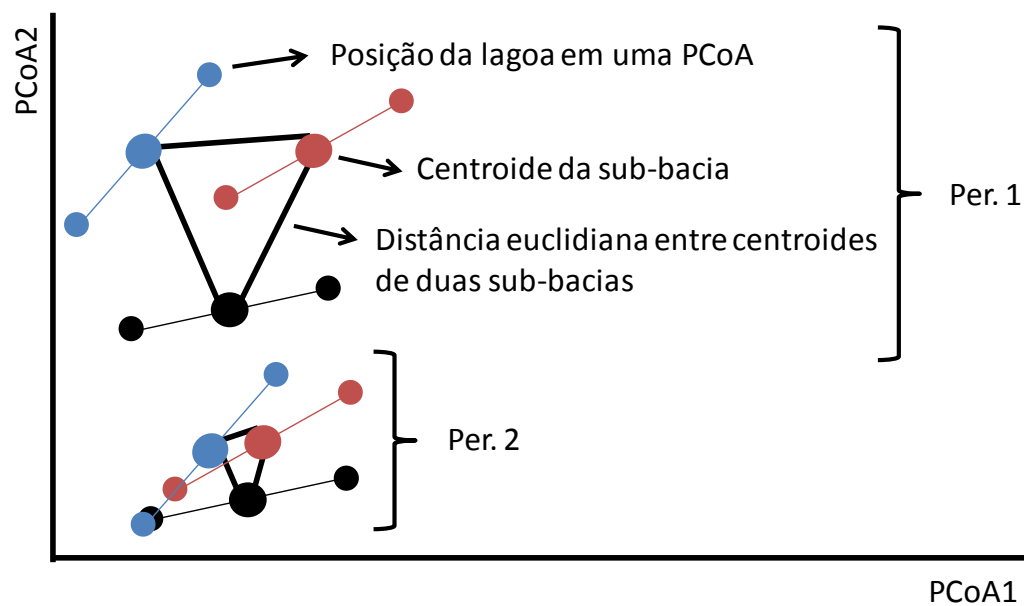 PCoA2
Posição da lagoa em uma PCoA
Centroide da sub-bacia
Per. 1
Distância euclidiana entre centroides
de duas sub-bacias
Per. 2
PCoA1